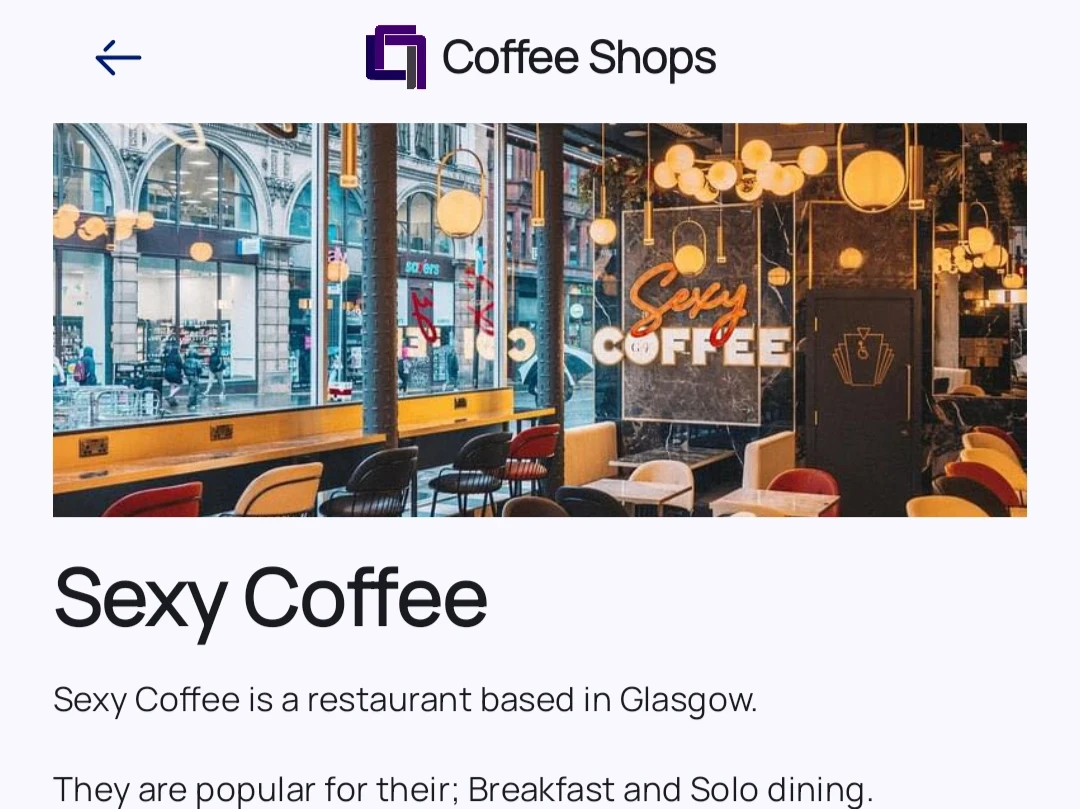 Coffee Shops
savers
Sexy
COFFEE
Sexy Coffee
Sexy Coffee is a restaurant based in Glasgow.
They are popular for their; Breakfast and Solo dining.